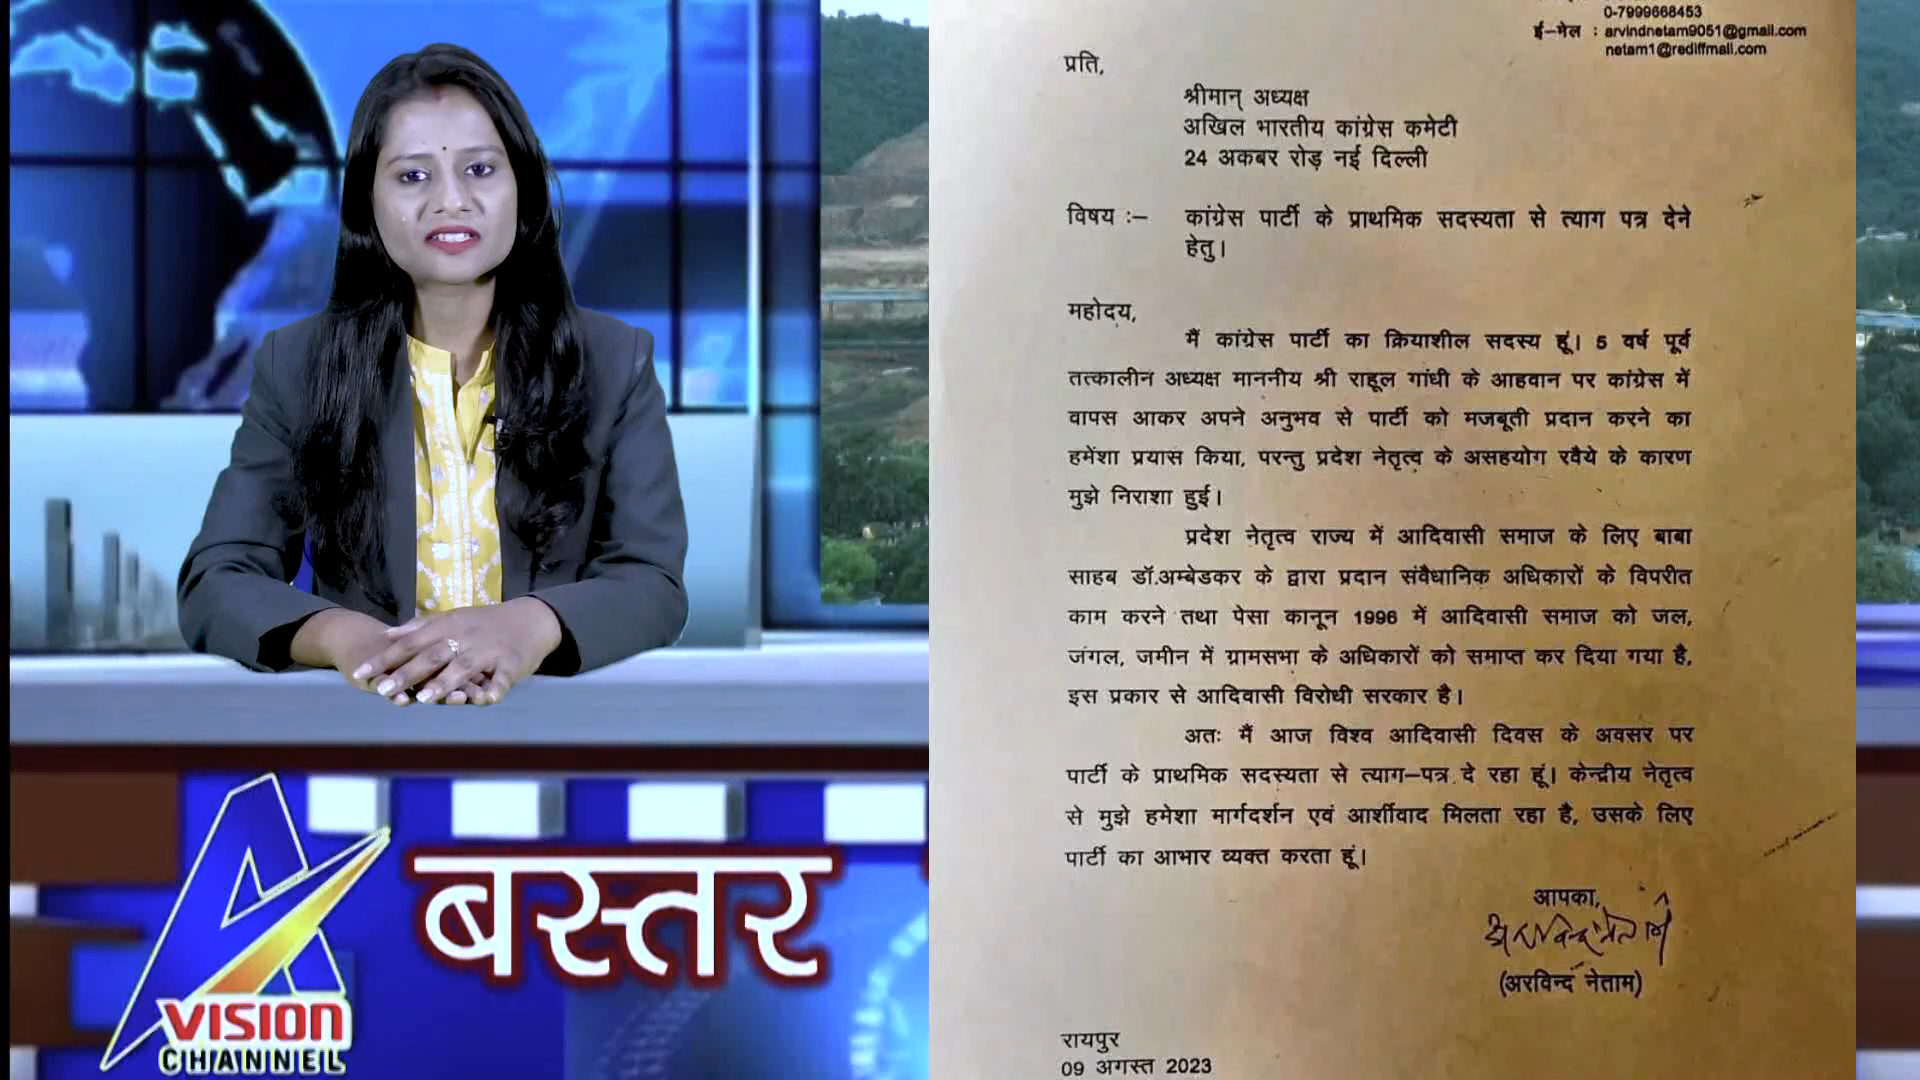 0-7999668453
ई–मेल : arvindnetam9051@gmail.com
netam1@rediffmail.com
प्रति,
श्रीमान् अध्यक्ष
अखिल भारतीय कांग्रेस कमेटी
24 अकबर रोड़ नई दिल्ली
विषय :– कांग्रेस पार्टी के प्राथमिक सदस्यता से त्याग पत्र देने
हेतु।
महोदय,
मैं कांग्रेस पार्टी का क्रियाशील सदस्य हूं। 5 वर्ष पूर्व
तत्कालीन अध्यक्ष माननीय श्री राहूल गांधी के आहवान पर कांग्रेस में
वापस आकर अपने अनुभव से पार्टी को मजबूती प्रदान करने का
हमेंशा प्रयास किया, परन्तु प्रदेश नेतृत्व के असहयोग रवैये के कारण
मुझे निराशा हुई।
प्रदेश नेतृत्व राज्य में आदिवासी समाज के लिए बाबा
साहब डॉ.अम्बेडकर के द्वारा प्रदान संवैधानिक अधिकारों के विपरीत
काम करने तथा पेसा कानून 1996 में आदिवासी समाज को जल,
जंगल, जमीन में ग्रामसभा के अधिकारों को समाप्त कर दिया गया है,
इस प्रकार से आदिवासी विरोधी सरकार है।
अतः मैं आज विश्व आदिवासी दिवस के अवसर पर
पार्टी के प्राथमिक सदस्यता से त्याग–पत्र दे रहा हूं। केन्द्रीय नेतृत्व
से मुझे हमेशा मार्गदर्शन एवं आर्शीवाद मिलता रहा है, उसके लिए
पार्टी का आभार व्यक्त करता हूं।
आपका,
अरविन्द नेताम
(अरविन्द नेताम)
रायपुर
09 अगस्त 2023
A
VISION
CHANNEL
बस्तर